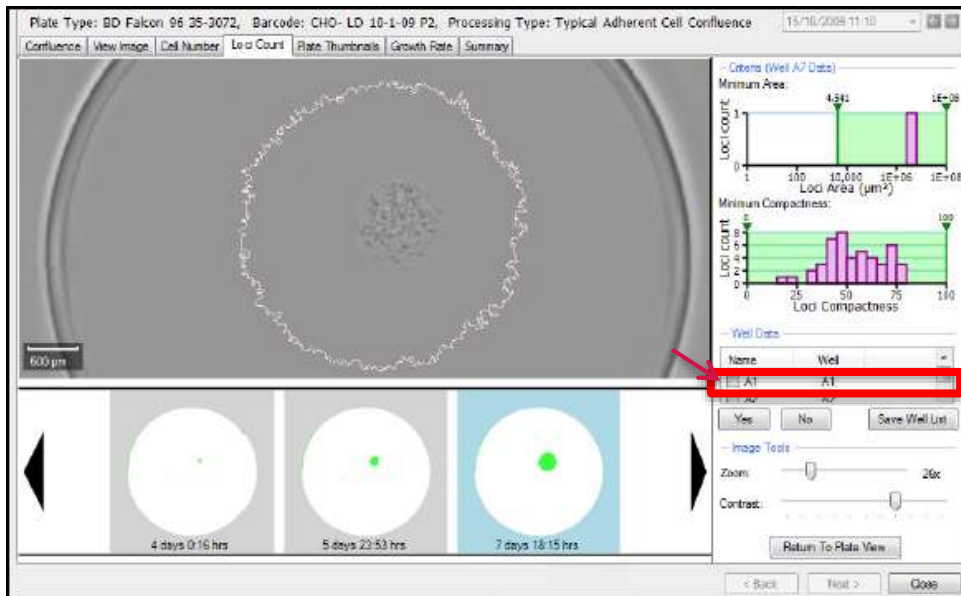 Plate Type: BD Falcon 96 35-3072, Barcode: CHO- LD 10-1-09 P2, Processing Type: Typical Adherent Cell Confluence 15/10/2009 11:10
Confluence View Image Cell Number Loci Count Plate Thumbnails Growth Rate Summary
Criteria (Well A7 Data)
Minimum Area:
4,541 1E+08
Loci count
1
0
1 100 10,000 1E+06 1E+08
Loci Area (µm²)
Minimum Compactness:
0 100
Loci count
8
6
4
2
0
0 25 50 75 100
Loci Compactness
600 µm
Well Data
Name Well
A1 A1
A2 A2
Yes No Save Well List
Image Tools
Zoom: 26x
Contrast:
Return To Plate View
4 days 0:16 hrs 5 days 23:53 hrs 7 days 18:15 hrs
< Back Next > Close